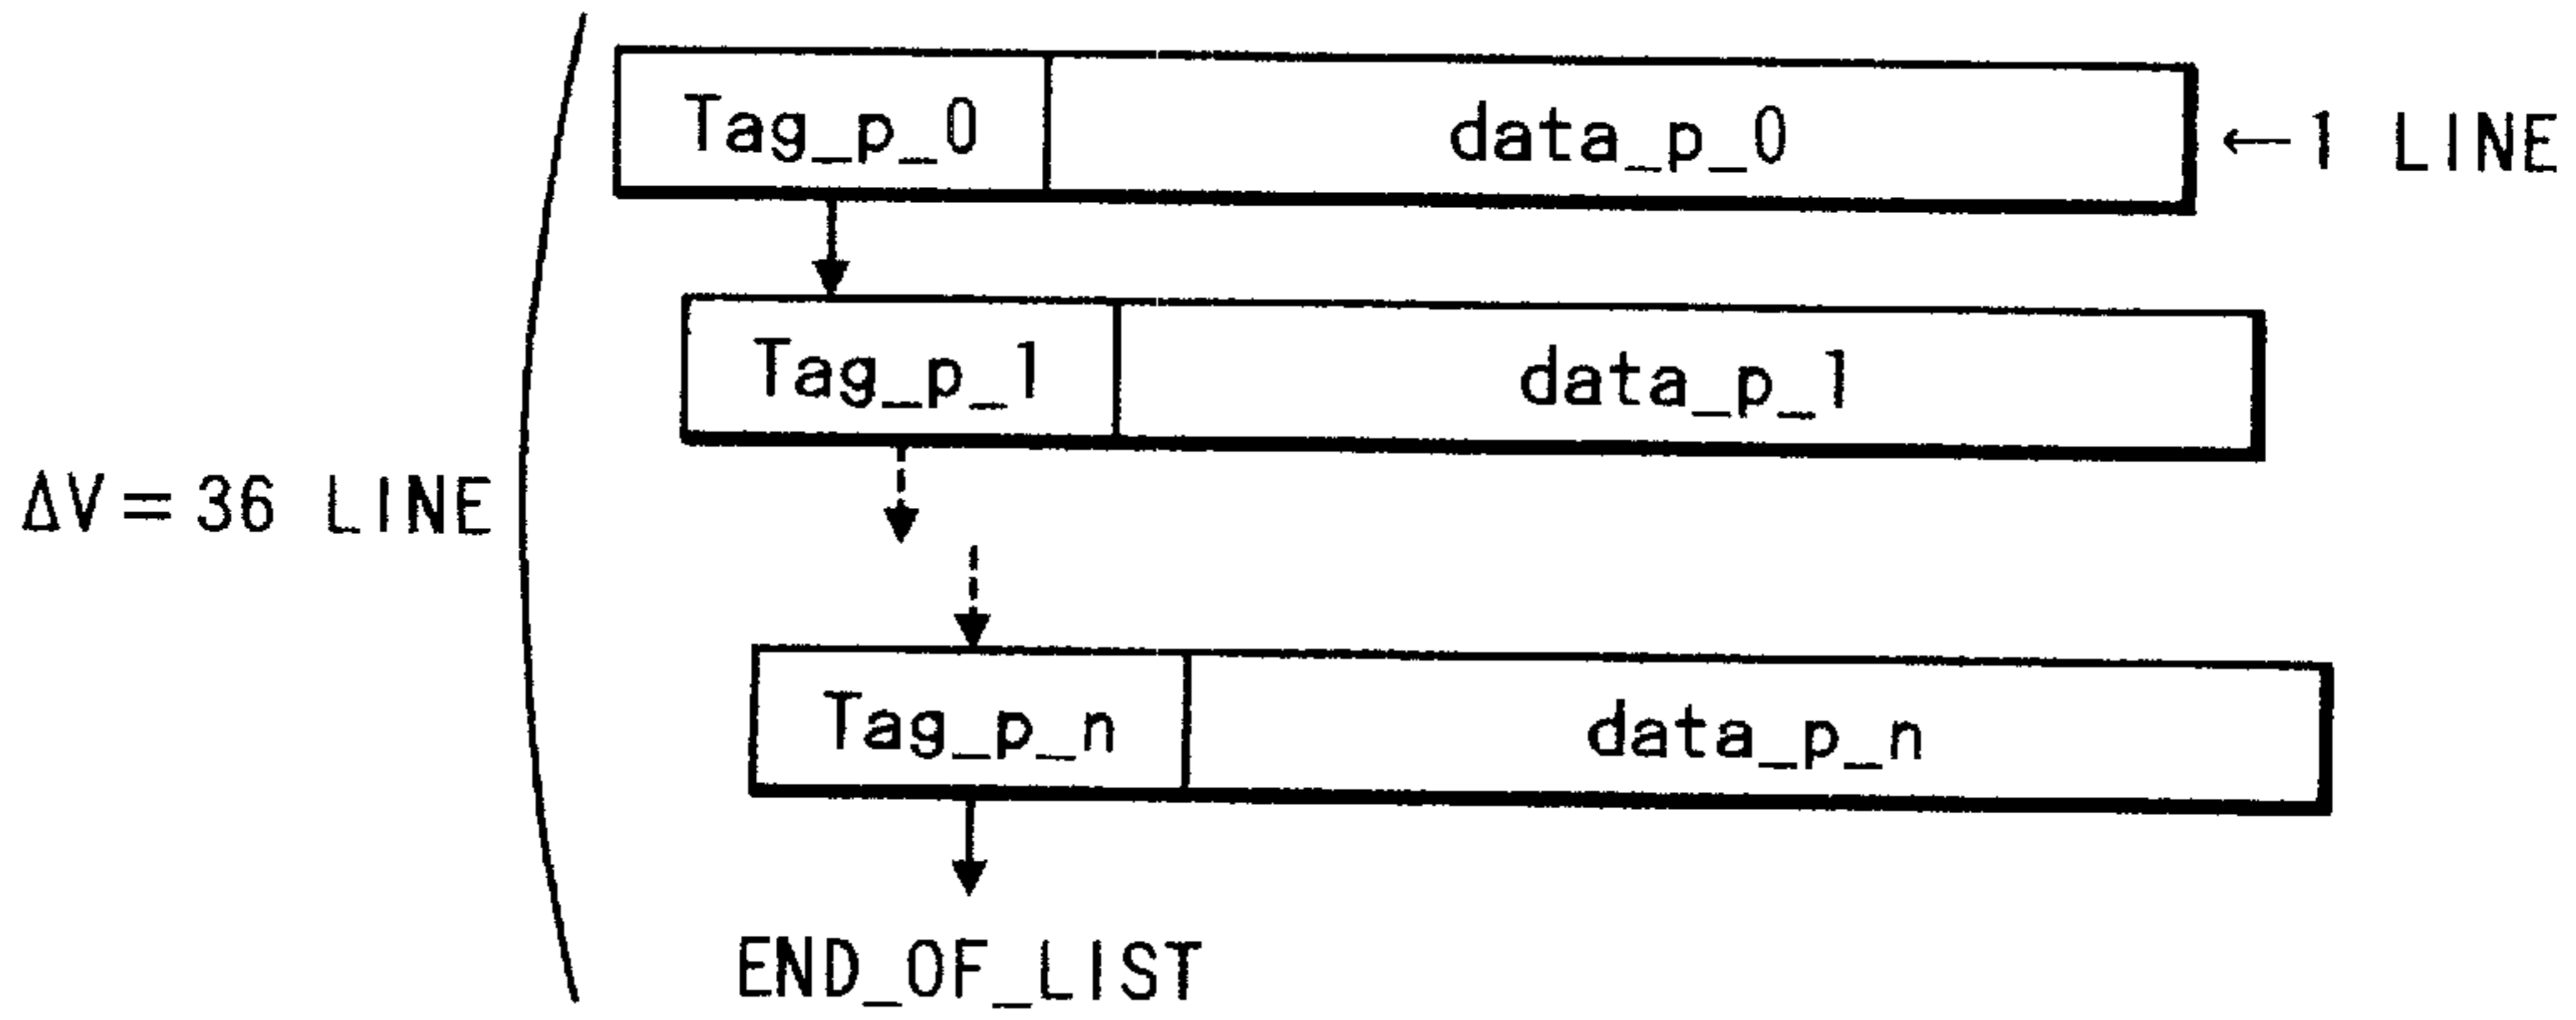 Tag_p_0 data_p_0 ←1 LINE
Tag_p_1 data_p_1
ΔV=36 LINE
Tag_p_n data_p_n
END_OF_LIST